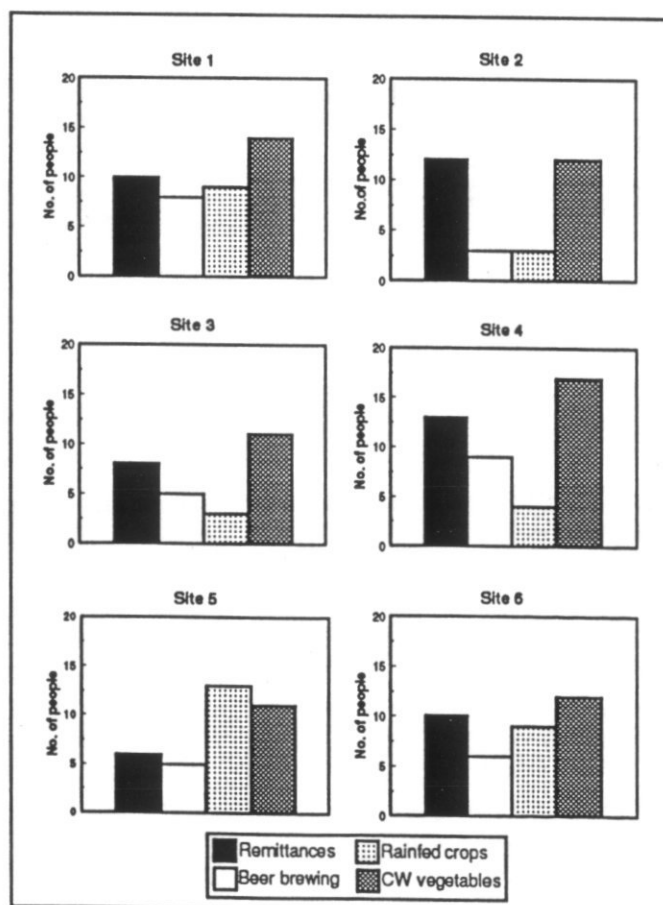 Site 1
20
15
10
5
0
No. of people
Site 2
20
15
10
5
0
No.of people
Site 3
20
15
10
5
0
No. of people
Site 4
20
15
10
5
0
No. of people
Site 5
20
15
10
5
0
No. of people
Site 6
20
15
10
5
0
No. of people
Remittances
Rainfed crops
Beer brewing
CW vegetables